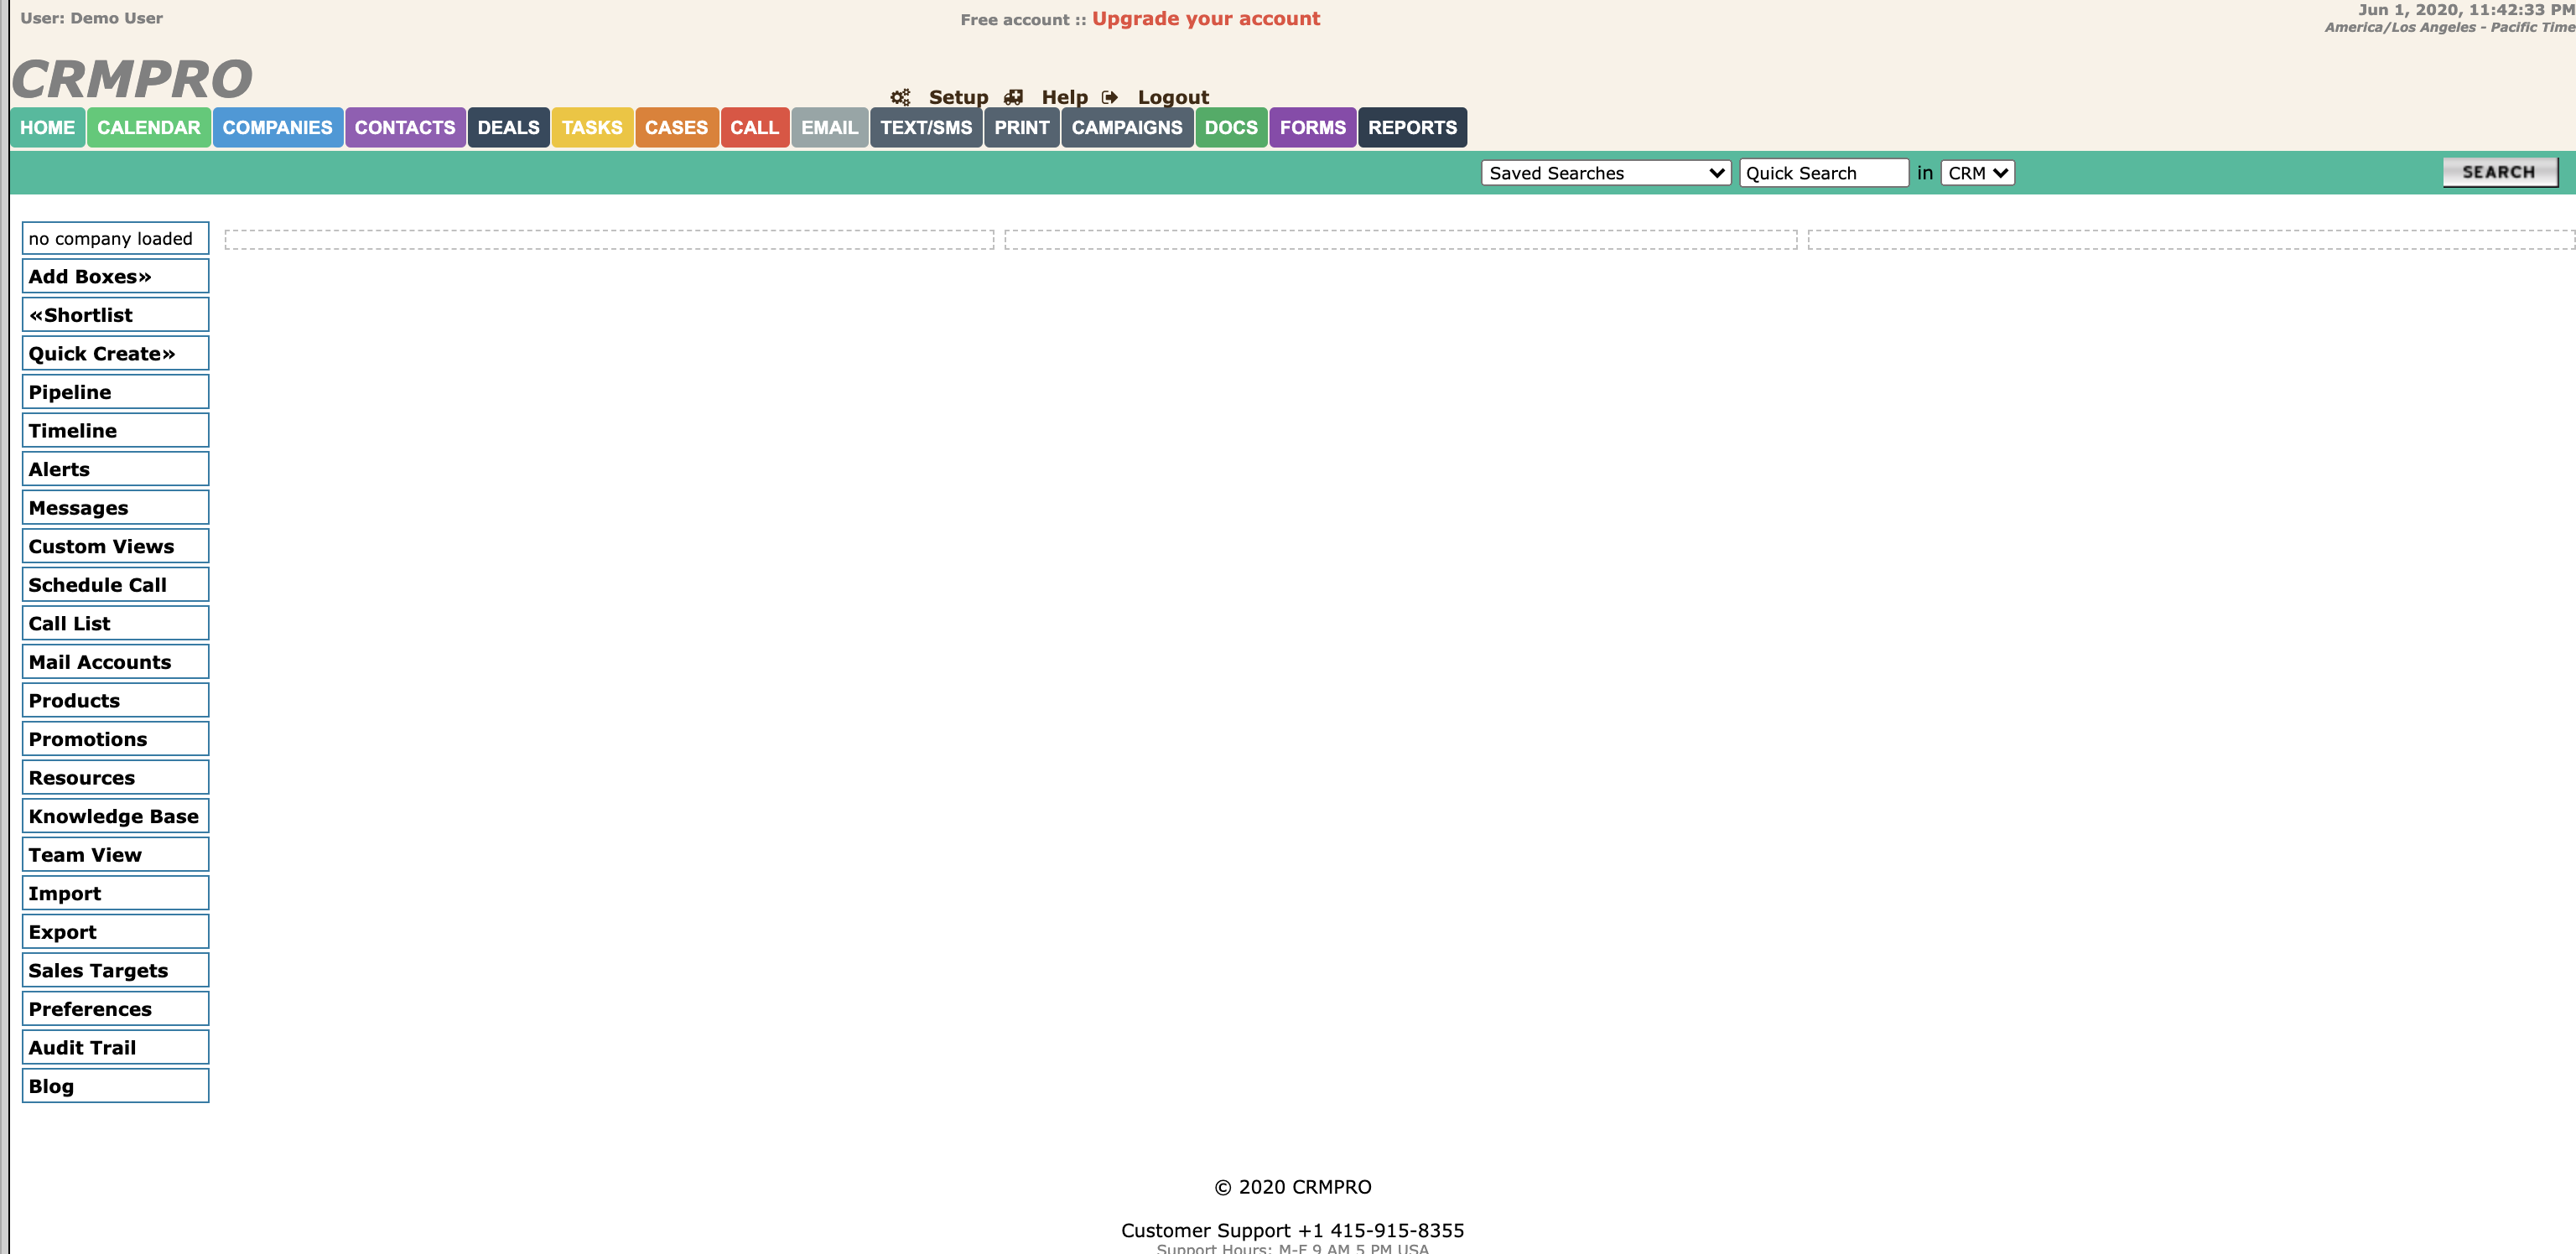 User: Demo User
Free account :: Upgrade your account
Jun 1, 2020, 11:42:33 PM
America/Los Angeles - Pacific Time
CRMPRO
Setup Help Logout
HOME CALENDAR COMPANIES CONTACTS DEALS TASKS CASES CALL EMAIL TEXT/SMS PRINT CAMPAIGNS DOCS FORMS REPORTS
Saved Searches Quick Search in CRM SEARCH
no company loaded
Add Boxes»
«Shortlist
Quick Create»
Pipeline
Timeline
Alerts
Messages
Custom Views
Schedule Call
Call List
Mail Accounts
Products
Promotions
Resources
Knowledge Base
Team View
Import
Export
Sales Targets
Preferences
Audit Trail
Blog
© 2020 CRMPRO
Customer Support +1 415-915-8355
Support Hours: M-F 9 AM 5 PM USA